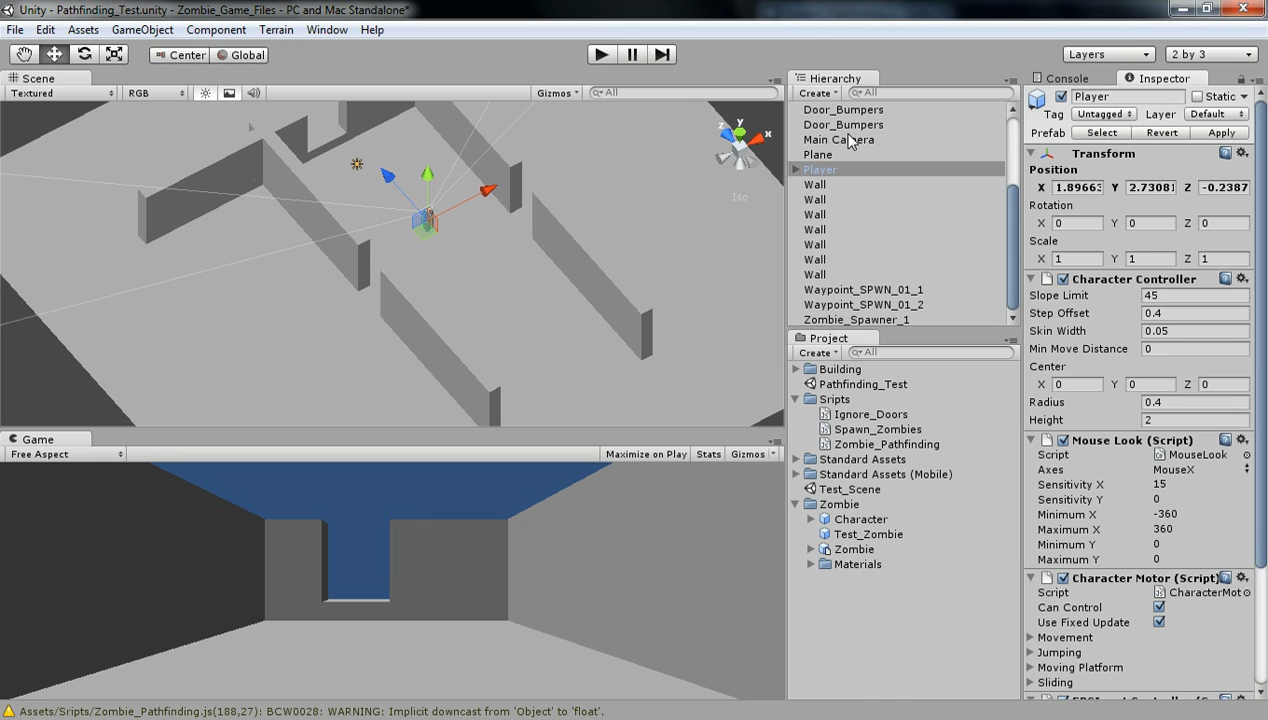 Unity - Pathfinding_Test.unity - Zombie_Game_Files - PC and Mac Standalone*
File Edit Assets GameObject Component Terrain Window Help
Center Global Layers 2 by 3
Scene
Textured RGB Gizmos All
y
z x
Iso
Game
Free Aspect Maximize on Play Stats Gizmos
Hierarchy
Create All
Door_Bumpers
Door_Bumpers
Main Camera
Plane
Player
Wall
Wall
Wall
Wall
Wall
Wall
Wall
Waypoint_SPWN_01_1
Waypoint_SPWN_01_2
Zombie_Spawner_1
Project
Create All
Building
Pathfinding_Test
Sripts
Ignore_Doors
Spawn_Zombies
Zombie_Pathfinding
Standard Assets
Standard Assets (Mobile)
Test_Scene
Zombie
Character
Test_Zombie
Zombie
Materials
Console Inspector
Player Static
Tag Untagged Layer Default
Prefab Select Revert Apply
Transform
Position
X 1.8966 Y 2.7308 Z -0.2387
Rotation
X 0 Y 0 Z 0
Scale
X 1 Y 1 Z 1
Character Controller
Slope Limit 45
Step Offset 0.4
Skin Width 0.05
Min Move Distance 0
Center
X 0 Y 0 Z 0
Radius 0.4
Height 2
Mouse Look (Script)
Script MouseLook
Axes MouseX
Sensitivity X 15
Sensitivity Y 0
Minimum X -360
Maximum X 360
Minimum Y 0
Maximum Y 0
Character Motor (Script)
Script CharacterMot
Can Control
Use Fixed Update
Movement
Jumping
Moving Platform
Sliding
Assets/Sripts/Zombie_Pathfinding.js(188,27): BCW0028: WARNING: Implicit downcast from 'Object' to 'float'.